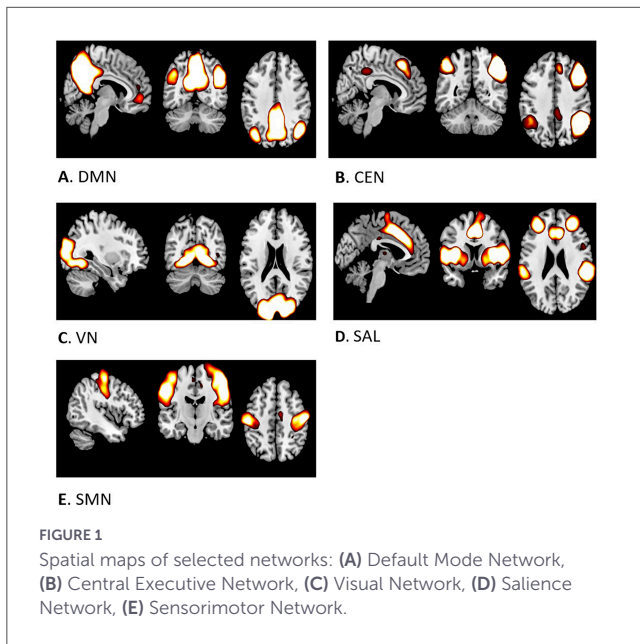 A. DMN
B. CEN
C. VN
D. SAL
E. SMN
FIGURE 1
Spatial maps of selected networks: (A) Default Mode Network,
(B) Central Executive Network, (C) Visual Network, (D) Salience
Network, (E) Sensorimotor Network.